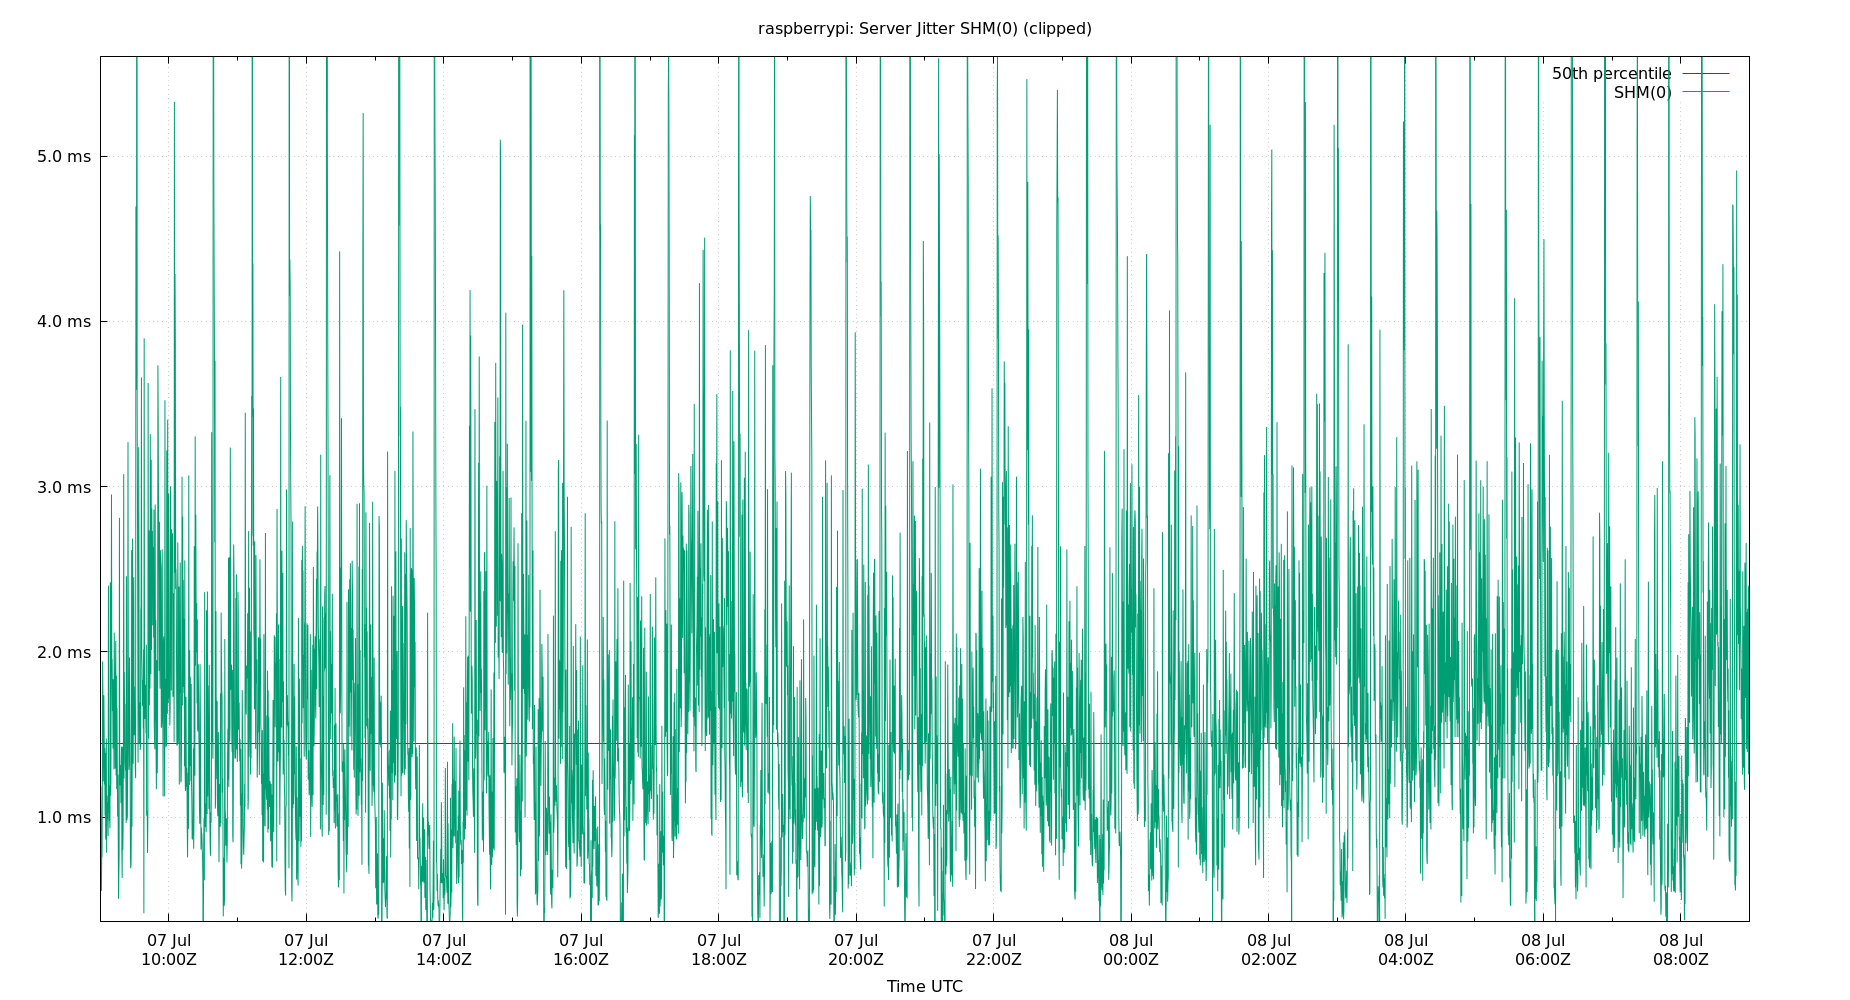 raspberrypi: Server Jitter SHM(0) (clipped)
50th percentile
SHM(0)
5.0 ms
4.0 ms
3.0 ms
2.0 ms
1.0 ms
07 Jul 07 Jul 07 Jul 07 Jul 07 Jul 07 Jul 07 Jul 08 Jul 08 Jul 08 Jul 08 Jul 08 Jul
10:00Z 12:00Z 14:00Z 16:00Z 18:00Z 20:00Z 22:00Z 00:00Z 02:00Z 04:00Z 06:00Z 08:00Z
Time UTC